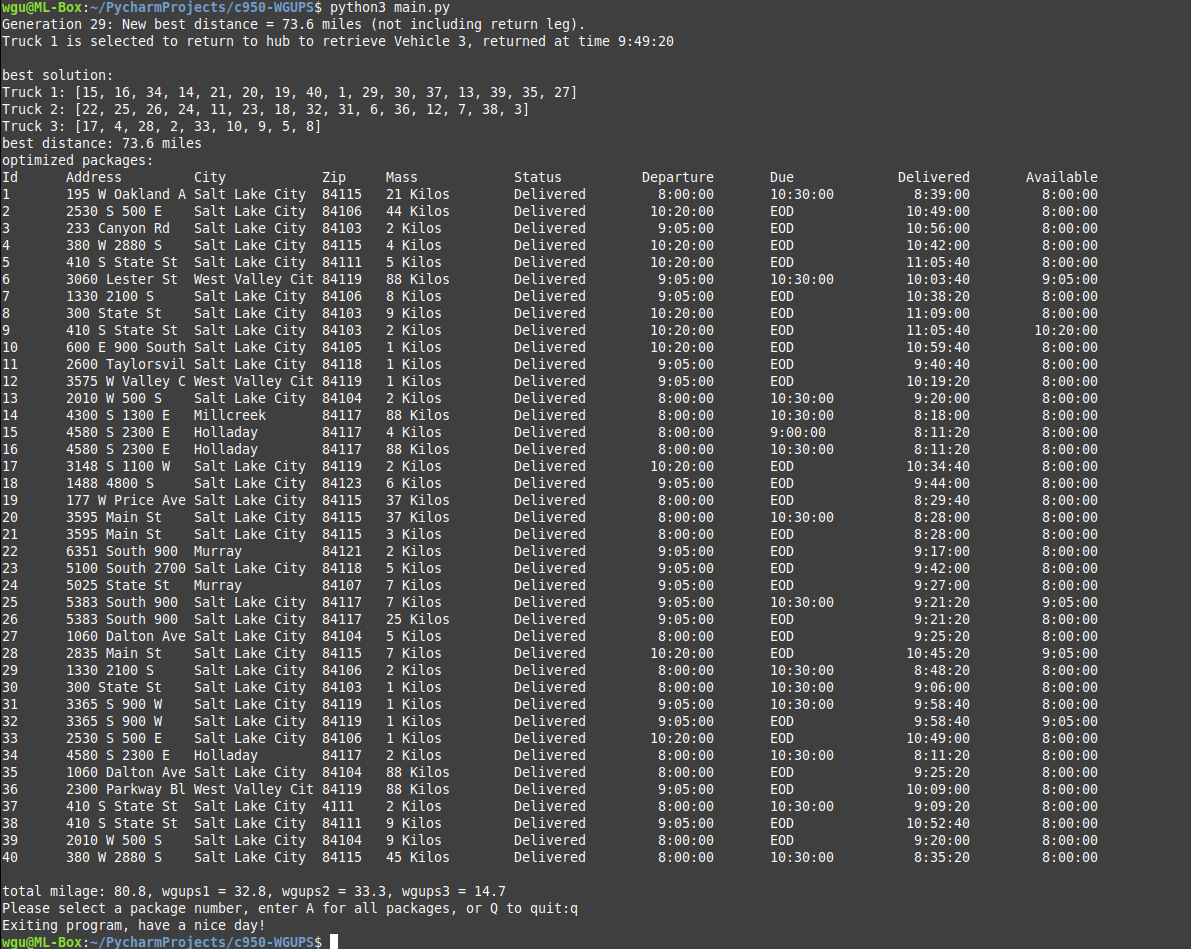 wgu@ML-Box:~/PycharmProjects/c950-WGUPS$ python3 main.py
Generation 29: New best distance = 73.6 miles (not including return leg).
Truck 1 is selected to return to hub to retrieve Vehicle 3, returned at time 9:49:20
best solution:
Truck 1: [15, 16, 34, 14, 21, 20, 19, 40, 1, 29, 30, 37, 13, 39, 35, 27]
Truck 2: [22, 25, 26, 24, 11, 23, 18, 32, 31, 6, 36, 12, 7, 38, 3]
Truck 3: [17, 4, 28, 2, 33, 10, 9, 5, 8]
best distance: 73.6 miles
optimized packages:
Id Address City Zip Mass Status Departure Due Delivered Available
1 195 W Oakland A Salt Lake City 84115 21 Kilos Delivered 8:00:00 10:30:00 8:39:00 8:00:00
2 2530 S 500 E Salt Lake City 84106 44 Kilos Delivered 10:20:00 EOD 10:49:00 8:00:00
3 233 Canyon Rd Salt Lake City 84103 2 Kilos Delivered 9:05:00 EOD 10:56:00 8:00:00
4 380 W 2880 S Salt Lake City 84115 4 Kilos Delivered 10:20:00 EOD 10:42:00 8:00:00
5 410 S State St Salt Lake City 84111 5 Kilos Delivered 10:20:00 EOD 11:05:40 8:00:00
6 3060 Lester St West Valley Cit 84119 88 Kilos Delivered 9:05:00 10:30:00 10:03:40 9:05:00
7 1330 2100 S Salt Lake City 84106 8 Kilos Delivered 9:05:00 EOD 10:38:20 8:00:00
8 300 State St Salt Lake City 84103 9 Kilos Delivered 10:20:00 EOD 11:09:00 8:00:00
9 410 S State St Salt Lake City 84103 2 Kilos Delivered 10:20:00 EOD 11:05:40 10:20:00
10 600 E 900 South Salt Lake City 84105 1 Kilos Delivered 10:20:00 EOD 10:59:40 8:00:00
11 2600 Taylorsvil Salt Lake City 84118 1 Kilos Delivered 9:05:00 EOD 9:40:40 8:00:00
12 3575 W Valley C West Valley Cit 84119 1 Kilos Delivered 9:05:00 EOD 10:19:20 8:00:00
13 2010 W 500 S Salt Lake City 84104 2 Kilos Delivered 8:00:00 10:30:00 9:20:00 8:00:00
14 4300 S 1300 E Millcreek 84117 88 Kilos Delivered 8:00:00 10:30:00 8:18:00 8:00:00
15 4580 S 2300 E Holladay 84117 4 Kilos Delivered 8:00:00 9:00:00 8:11:20 8:00:00
16 4580 S 2300 E Holladay 84117 88 Kilos Delivered 8:00:00 10:30:00 8:11:20 8:00:00
17 3148 S 1100 W Salt Lake City 84119 2 Kilos Delivered 10:20:00 EOD 10:34:40 8:00:00
18 1488 4800 S Salt Lake City 84123 6 Kilos Delivered 9:05:00 EOD 9:44:00 8:00:00
19 177 W Price Ave Salt Lake City 84115 37 Kilos Delivered 8:00:00 EOD 8:29:40 8:00:00
20 3595 Main St Salt Lake City 84115 37 Kilos Delivered 8:00:00 10:30:00 8:28:00 8:00:00
21 3595 Main St Salt Lake City 84115 3 Kilos Delivered 8:00:00 EOD 8:28:00 8:00:00
22 6351 South 900 Murray 84121 2 Kilos Delivered 9:05:00 EOD 9:17:00 8:00:00
23 5100 South 2700 Salt Lake City 84118 5 Kilos Delivered 9:05:00 EOD 9:42:00 8:00:00
24 5025 State St Murray 84107 7 Kilos Delivered 9:05:00 EOD 9:27:00 8:00:00
25 5383 South 900 Salt Lake City 84117 7 Kilos Delivered 9:05:00 10:30:00 9:21:20 9:05:00
26 5383 South 900 Salt Lake City 84117 25 Kilos Delivered 9:05:00 EOD 9:21:20 8:00:00
27 1060 Dalton Ave Salt Lake City 84104 5 Kilos Delivered 8:00:00 EOD 9:25:20 8:00:00
28 2835 Main St Salt Lake City 84115 7 Kilos Delivered 10:20:00 EOD 10:45:20 9:05:00
29 1330 2100 S Salt Lake City 84106 2 Kilos Delivered 8:00:00 10:30:00 8:48:20 8:00:00
30 300 State St Salt Lake City 84103 1 Kilos Delivered 8:00:00 10:30:00 9:06:00 8:00:00
31 3365 S 900 W Salt Lake City 84119 1 Kilos Delivered 9:05:00 10:30:00 9:58:40 8:00:00
32 3365 S 900 W Salt Lake City 84119 1 Kilos Delivered 9:05:00 EOD 9:58:40 9:05:00
33 2530 S 500 E Salt Lake City 84106 1 Kilos Delivered 10:20:00 EOD 10:49:00 8:00:00
34 4580 S 2300 E Holladay 84117 2 Kilos Delivered 8:00:00 10:30:00 8:11:20 8:00:00
35 1060 Dalton Ave Salt Lake City 84104 88 Kilos Delivered 8:00:00 EOD 9:25:20 8:00:00
36 2300 Parkway Bl West Valley Cit 84119 88 Kilos Delivered 9:05:00 EOD 10:09:00 8:00:00
37 410 S State St Salt Lake City 4111 2 Kilos Delivered 8:00:00 10:30:00 9:09:20 8:00:00
38 410 S State St Salt Lake City 84111 9 Kilos Delivered 9:05:00 EOD 10:52:40 8:00:00
39 2010 W 500 S Salt Lake City 84104 9 Kilos Delivered 8:00:00 EOD 9:20:00 8:00:00
40 380 W 2880 S Salt Lake City 84115 45 Kilos Delivered 8:00:00 10:30:00 8:35:20 8:00:00
total milage: 80.8, wgups1 = 32.8, wgups2 = 33.3, wgups3 = 14.7
Please select a package number, enter A for all packages, or Q to quit:q
Exiting program, have a nice day!
wgu@ML-Box:~/PycharmProjects/c950-WGUPS$